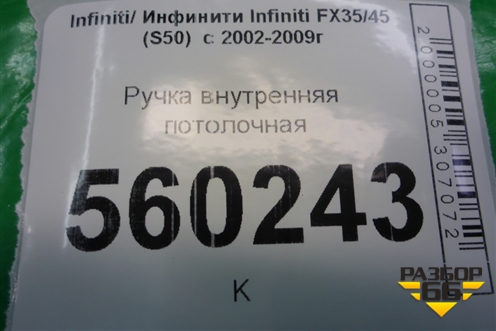 Infiniti/ Инфинити Infiniti FX35/45
(S50) с 2002-2009г
Ручка внутренняя
потолочная
560243
К
2000005307072
РАЗБОР
66